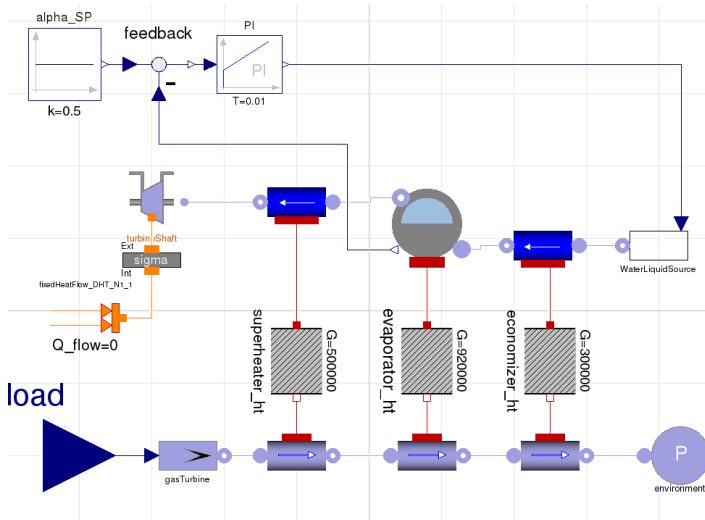 alpha_SP
feedback
PI
PI
k=0.5
T=0.01
turbineShaft
Ext
sigma
Int
fixedHeatFlow_DHT_N1_1
Q_flow=0
WaterLiquidSource
superheater_ht
G=500000
evaporator_ht
G=920000
economizer_ht
G=300000
load
gasTurbine
P
environment